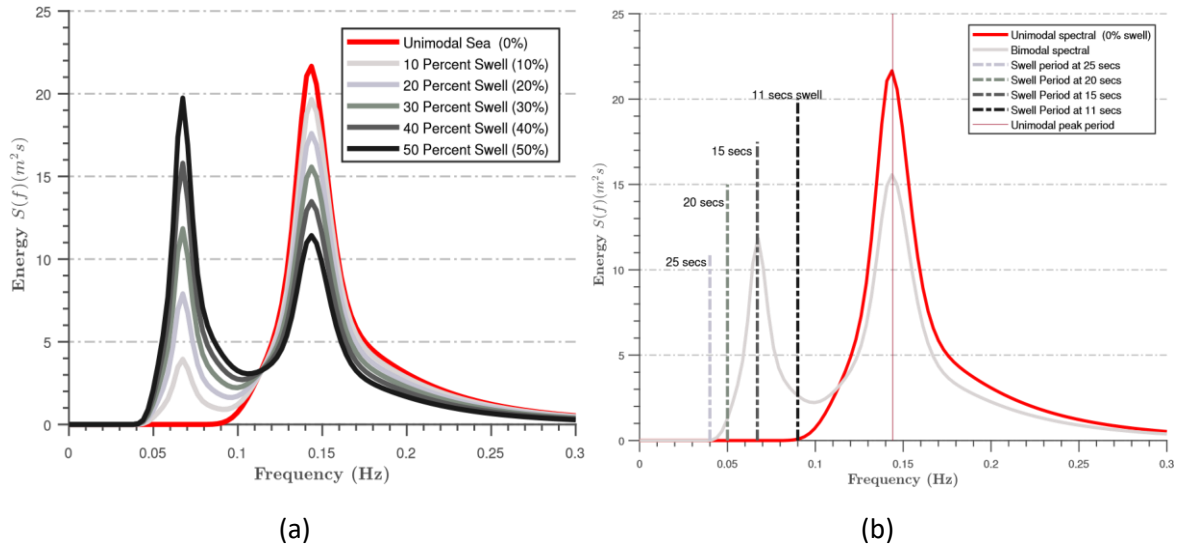 25
20
15
10
5
0
Energy S(f)(m²s)
Unimodal Sea (0%)
10 Percent Swell (10%)
20 Percent Swell (20%)
30 Percent Swell (30%)
40 Percent Swell (40%)
50 Percent Swell (50%)
0 0.05 0.1 0.15 0.2 0.25 0.3
Frequency (Hz)
(a)
25
20
15
10
5
0
Energy S(f)(m²s)
Unimodal spectral (0% swell)
Bimodal spectral
Swell period at 25 secs
Swell Period at 20 secs
Swell Period at 15 secs
Swell Period at 11 secs
Unimodal peak period
11 secs swell
15 secs
20 secs
25 secs
0 0.05 0.1 0.15 0.2 0.25 0.3
Frequency (Hz)
(b)